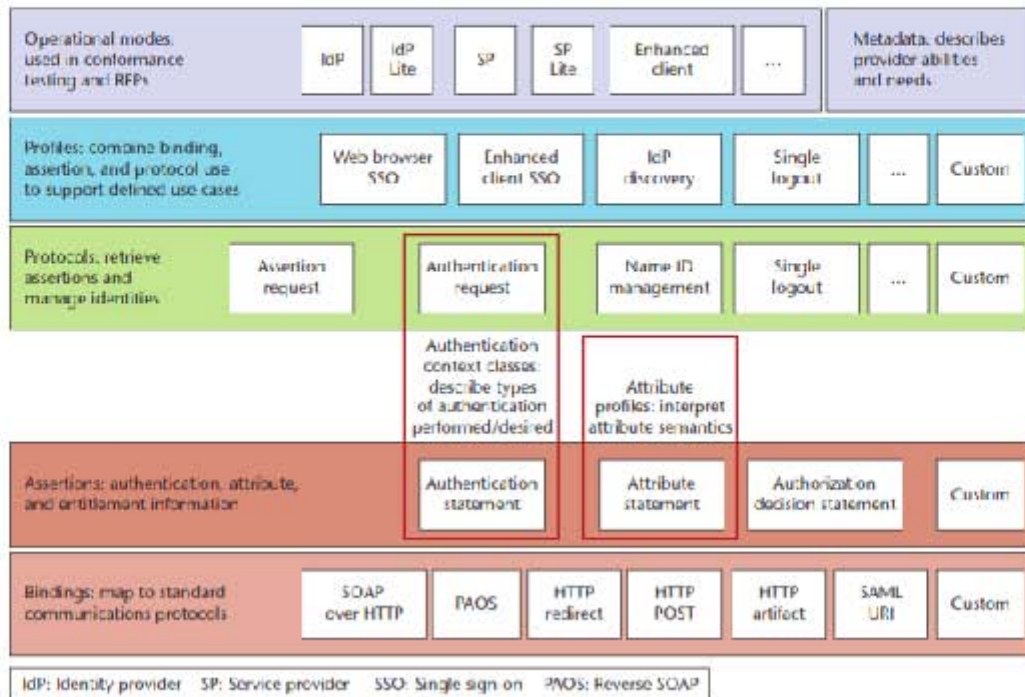 Operational modes,
used in conformance
testing and RFPs
IdP
IdP
Lite
SP
SP
Lite
Enhanced
client
...
Metadata, describes
provider abilities
and needs
Profiles: combine binding,
assertion, and protocol use
to support defined use cases
Web browser
SSO
Enhanced
client SSO
IdP
discovery
Single
logout
...
Custom
Protocols, retrieve
assertions and
manage identities
Assertion
request
Authentication
request
Name ID
management
Single
logout
...
Custom
Authentication
context classes:
describe types
of authentication
performed/desired
Attribute
profiles: interpret
attribute semantics
Assertions: authentication, attribute,
and entitlement information
Authentication
statement
Attribute
statement
Authorization
decision statement
Custom
Bindings: map to standard
communications protocols
SOAP
over HTTP
PAOS
HTTP
redirect
HTTP
POST
HTTP
artifact
SAML
URI
Custom
IdP: Identity provider SP: Service provider SSO: Single sign on PAOS: Reverse SOAP